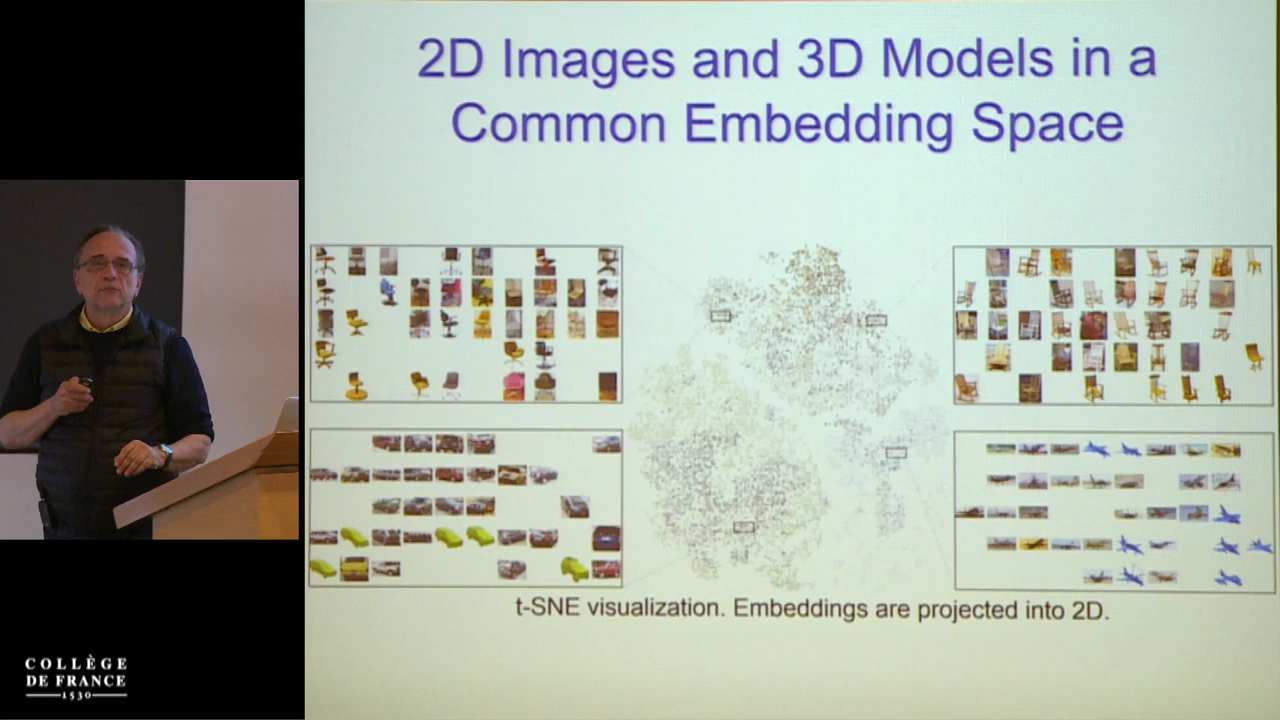 2D Images and 3D Models in a
Common Embedding Space
t-SNE visualization. Embeddings are projected into 2D.
COLLÈGE
DE FRANCE
1530